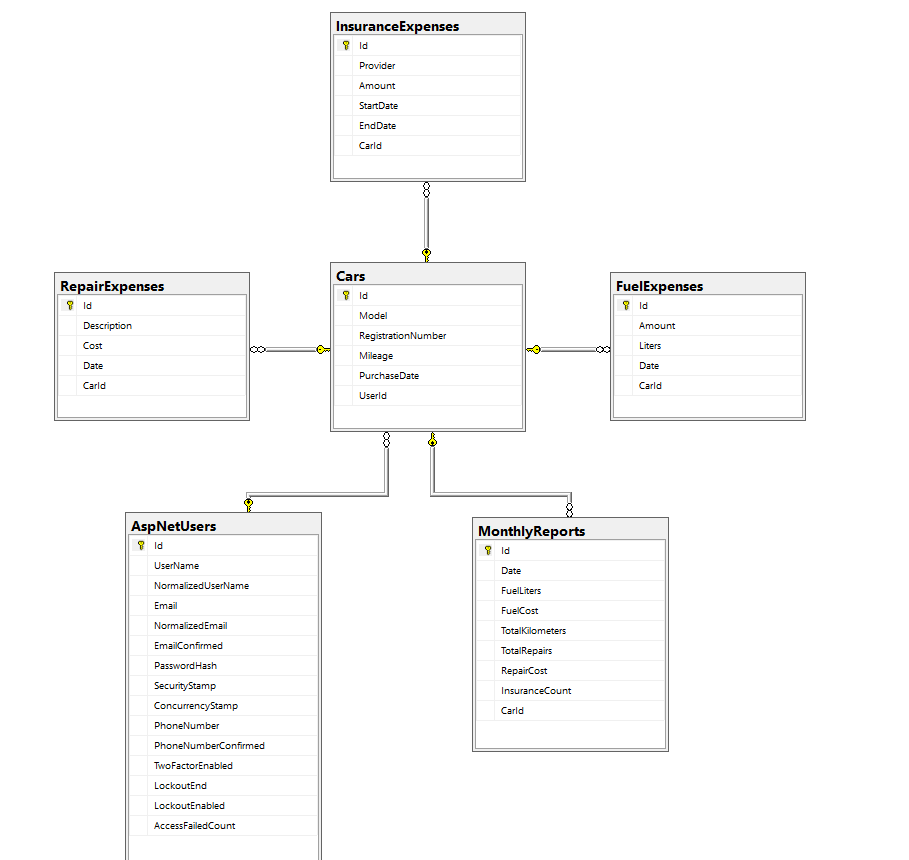 InsuranceExpenses
Id
Provider
Amount
StartDate
EndDate
CarId
RepairExpenses
Id
Description
Cost
Date
CarId
Cars
Id
Model
RegistrationNumber
Mileage
PurchaseDate
UserId
FuelExpenses
Id
Amount
Liters
Date
CarId
AspNetUsers
Id
UserName
NormalizedUserName
Email
NormalizedEmail
EmailConfirmed
PasswordHash
SecurityStamp
ConcurrencyStamp
PhoneNumber
PhoneNumberConfirmed
TwoFactorEnabled
LockoutEnd
LockoutEnabled
AccessFailedCount
MonthlyReports
Id
Date
FuelLiters
FuelCost
TotalKilometers
TotalRepairs
RepairCost
InsuranceCount
CarId